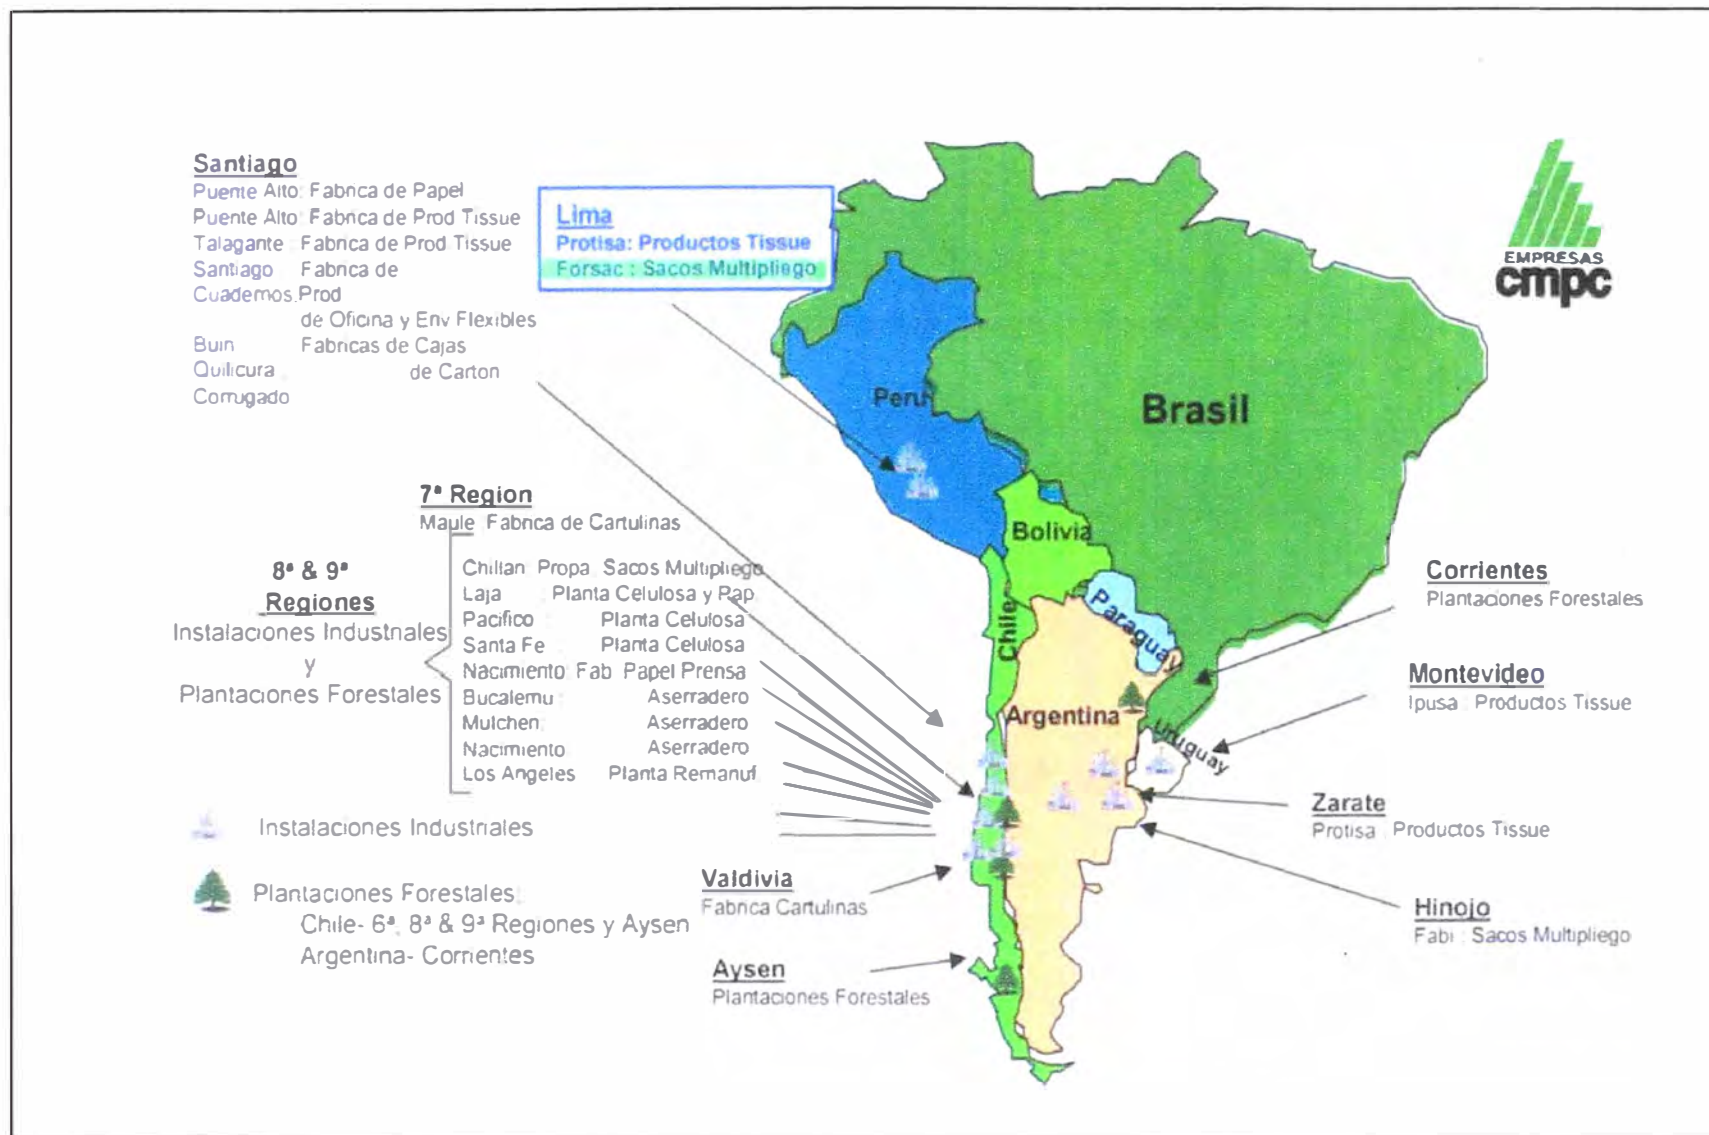 Santiago
Puente Alto: Fabrica de Papel
Puente Alto: Fabrica de Prod Tissue
Talagante : Fabrica de Prod Tissue
Santiago Fabrica de
Cuadernos.Prod
de Oficina y Env Flexibles
Buin Fabricas de Cajas
Quilicura de Carton
Corrugado
Lima
Protisa: Productos Tissue
Forsac : Sacos Multipliego
EMPRESAS
cmpc
Peru
Brasil
Bolivia
Paraguay
Chile
Argentina
Uruguay
7ª Region
Maule Fabrica de Cartulinas
8ª & 9ª
Regiones
Instalaciones Industriales
y
Plantaciones Forestales
Chillan Propa Sacos Multipliego
Laja Planta Celulosa y Pap
Pacifico Planta Celulosa
Santa Fe Planta Celulosa
Nacimiento: Fab Papel Prensa
Bucalemu : Aserradero
Mulchen: Aserradero
Nacimiento Aserradero
Los Angeles Planta Remanuf.
Corrientes
Plantaciones Forestales
Montevideo
Ipusa : Productos Tissue
Zarate
Protisa : Productos Tissue
Hinojo
Fabi : Sacos Multipliego
Valdivia
Fabrica Cartulinas
Aysen
Plantaciones Forestales
Instalaciones Industriales
Plantaciones Forestales:
Chile- 6ª, 8ª & 9ª Regiones y Aysen
Argentina- Corrientes